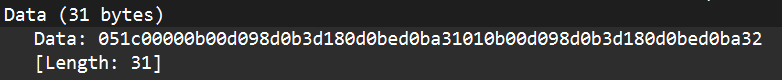 Data (31 bytes)
Data: 051c00000b00d098d0b3d180d0bed0ba31010b00d098d0b3d180d0bed0ba32
[Length: 31]